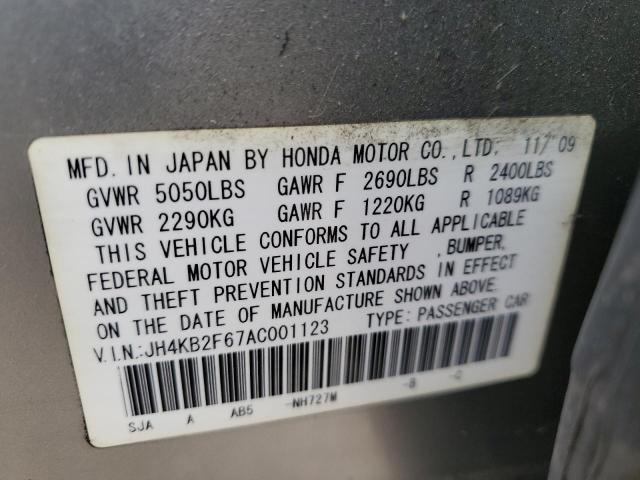 MFD. IN JAPAN BY HONDA MOTOR CO., LTD. 11/09
GVWR 5050LBS GAWR F 2690LBS R 2400LBS
GVWR 2290KG GAWR F 1220KG R 1089KG
THIS VEHICLE CONFORMS TO ALL APPLICABLE
FEDERAL MOTOR VEHICLE SAFETY , BUMPER,
AND THEFT PREVENTION STANDARDS IN EFFECT
ON THE DATE OF MANUFACTURE SHOWN ABOVE.
V.I.N.:JH4KB2F67AC001123 TYPE: PASSENGER CAR
SJA A AB5 -NH727M -B -C